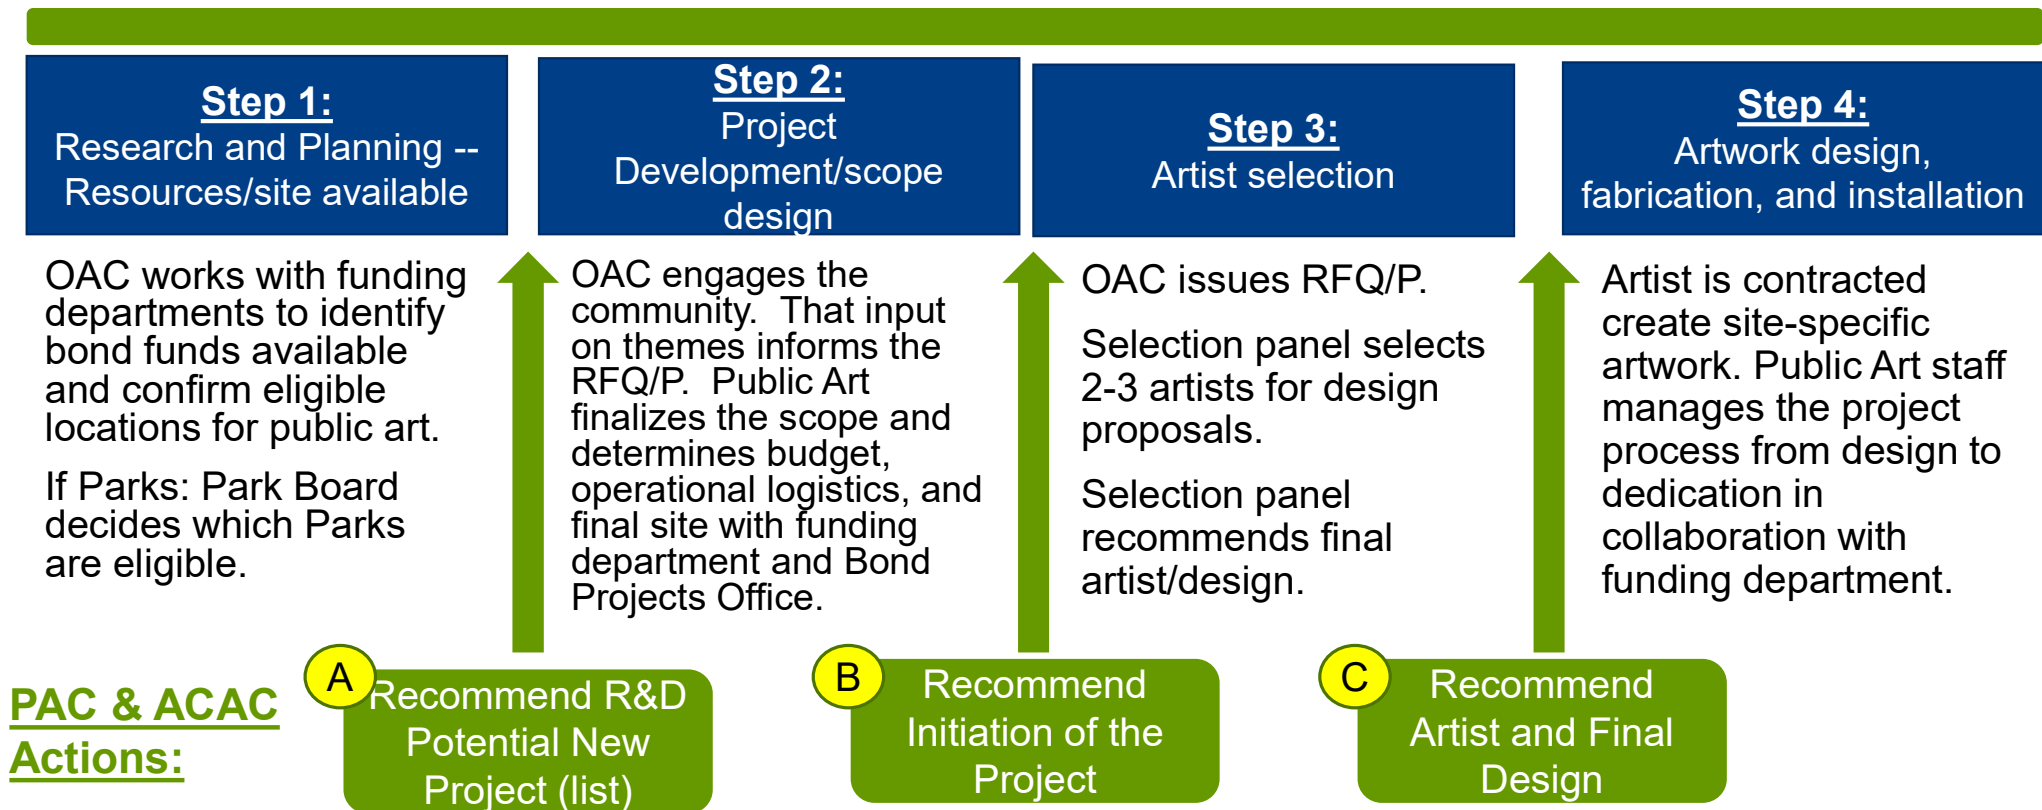 Step 1:
Research and Planning --
Resources/site available
OAC works with funding
departments to identify
bond funds available
and confirm eligible
locations for public art.
If Parks: Park Board
decides which Parks
are eligible.
Step 2:
Project
Development/scope
design
OAC engages the
community.  That input
on themes informs the
RFQ/P.  Public Art
finalizes the scope and
determines budget,
operational logistics, and
final site with funding
department and Bond
Projects Office.
Step 3:
Artist selection
OAC issues RFQ/P.
Selection panel selects
2-3 artists for design
proposals.
Selection panel
recommends final
artist/design.
Step 4:
Artwork design,
fabrication, and installation
Artist is contracted
create site-specific
artwork. Public Art staff
manages the project
process from design to
dedication in
collaboration with
funding department.
PAC & ACAC
Actions:
A
Recommend R&D
Potential New
Project (list)
B
Recommend
Initiation of the
Project
C
Recommend
Artist and Final
Design